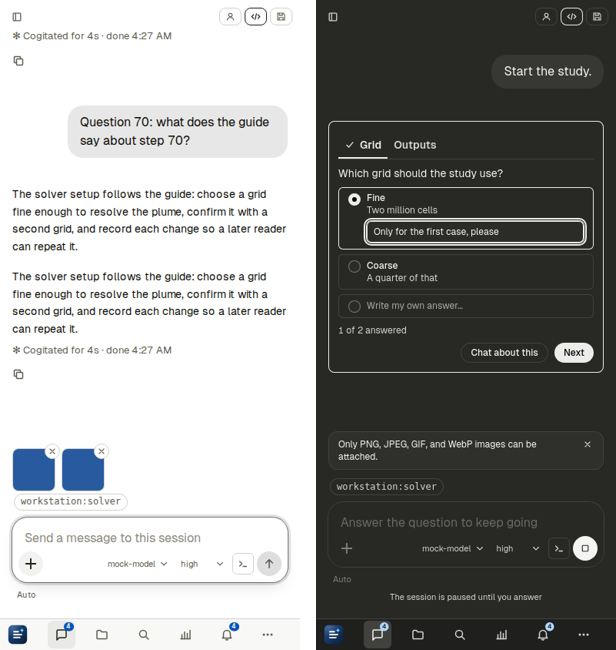 ✻ Cogitated for 4s · done 4:27 AM
Question 70: what does the guide
say about step 70?
The solver setup follows the guide: choose a grid
fine enough to resolve the plume, confirm it with a
second grid, and record each change so a later reader
can repeat it.
The solver setup follows the guide: choose a grid
fine enough to resolve the plume, confirm it with a
second grid, and record each change so a later reader
can repeat it.
✻ Cogitated for 4s · done 4:27 AM
workstation:solver
Send a message to this session
mock-model
high
Auto
4
4
Start the study.
Grid
Outputs
Which grid should the study use?
Fine
Two million cells
Only for the first case, please
Coarse
A quarter of that
Write my own answer...
1 of 2 answered
Chat about this
Next
Only PNG, JPEG, GIF, and WebP images can be
attached.
workstation:solver
Answer the question to keep going
mock-model
high
Auto
The session is paused until you answer
4
4